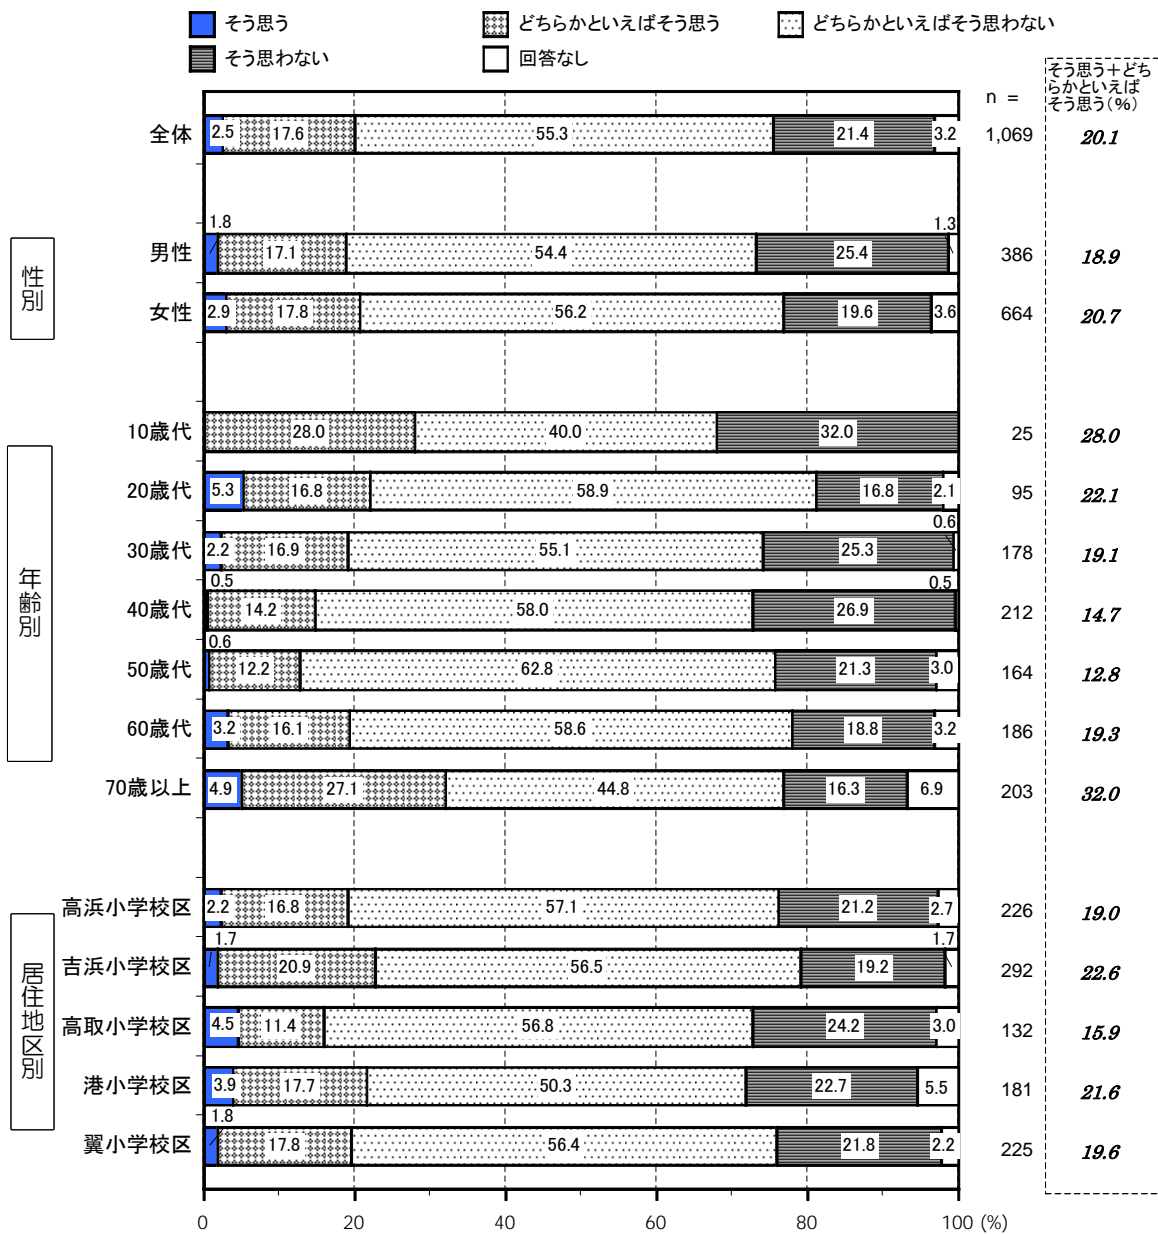 そう思う
どちらかといえばそう思う
どちらかといえばそう思わない
そう思わない
回答なし
n =
そう思う＋どち
らかといえば
そう思う(％)
全体 2.5 17.6 55.3 21.4 3.2 1,069 20.1
性別
男性 1.8 17.1 54.4 25.4 1.3 386 18.9
女性 2.9 17.8 56.2 19.6 3.6 664 20.7
年齢別
10歳代 28.0 40.0 32.0 25 28.0
20歳代 5.3 16.8 58.9 16.8 2.1 95 22.1
30歳代 2.2 16.9 55.1 25.3 0.6 178 19.1
40歳代 0.5 14.2 58.0 26.9 0.5 212 14.7
50歳代 0.6 12.2 62.8 21.3 3.0 164 12.8
60歳代 3.2 16.1 58.6 18.8 3.2 186 19.3
70歳以上 4.9 27.1 44.8 16.3 6.9 203 32.0
居住地区別
高浜小学校区 2.2 16.8 57.1 21.2 2.7 226 19.0
吉浜小学校区 1.7 20.9 56.5 19.2 1.7 292 22.6
高取小学校区 4.5 11.4 56.8 24.2 3.0 132 15.9
港小学校区 3.9 17.7 50.3 22.7 5.5 181 21.6
翼小学校区 1.8 17.8 56.4 21.8 2.2 225 19.6
0 20 40 60 80 100 (%)